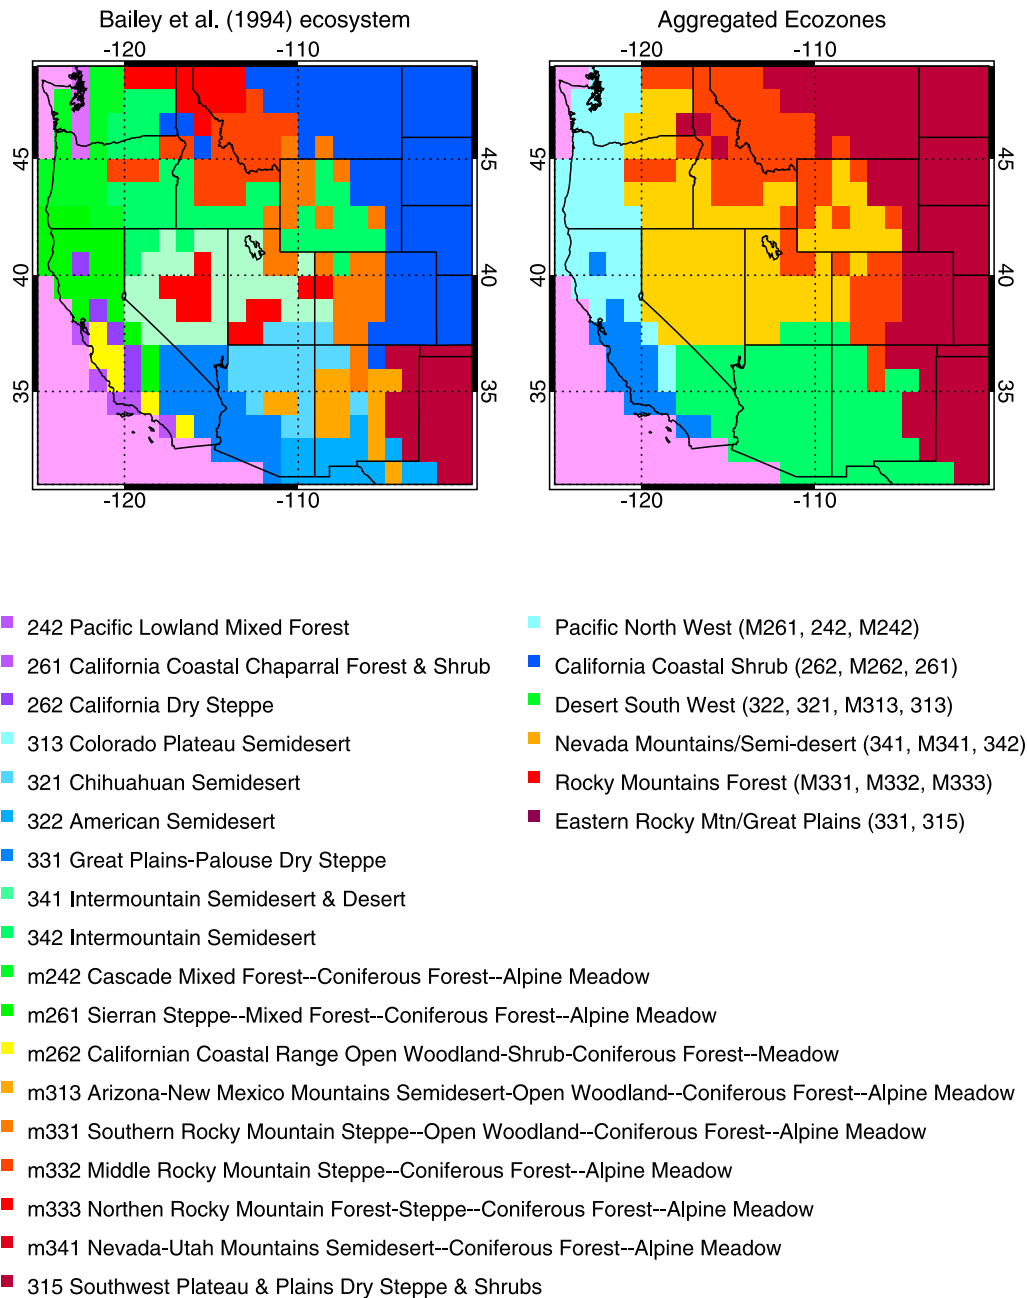 Bailey et al. (1994) ecosystem
-120 -110
45 45
40 40
35 35
-120 -110
Aggregated Ecozones
-120 -110
45 45
40 40
35 35
-120 -110
242 Pacific Lowland Mixed Forest
261 California Coastal Chaparral Forest & Shrub
262 California Dry Steppe
313 Colorado Plateau Semidesert
321 Chihuahuan Semidesert
322 American Semidesert
331 Great Plains-Palouse Dry Steppe
341 Intermountain Semidesert & Desert
342 Intermountain Semidesert
m242 Cascade Mixed Forest--Coniferous Forest--Alpine Meadow
m261 Sierran Steppe--Mixed Forest--Coniferous Forest--Alpine Meadow
m262 Californian Coastal Range Open Woodland-Shrub-Coniferous Forest--Meadow
m313 Arizona-New Mexico Mountains Semidesert-Open Woodland--Coniferous Forest--Alpine Meadow
m331 Southern Rocky Mountain Steppe--Open Woodland--Coniferous Forest--Alpine Meadow
m332 Middle Rocky Mountain Steppe--Coniferous Forest--Alpine Meadow
m333 Northen Rocky Mountain Forest-Steppe--Coniferous Forest--Alpine Meadow
m341 Nevada-Utah Mountains Semidesert--Coniferous Forest--Alpine Meadow
315 Southwest Plateau & Plains Dry Steppe & Shrubs
Pacific North West (M261, 242, M242)
California Coastal Shrub (262, M262, 261)
Desert South West (322, 321, M313, 313)
Nevada Mountains/Semi-desert (341, M341, 342)
Rocky Mountains Forest (M331, M332, M333)
Eastern Rocky Mtn/Great Plains (331, 315)